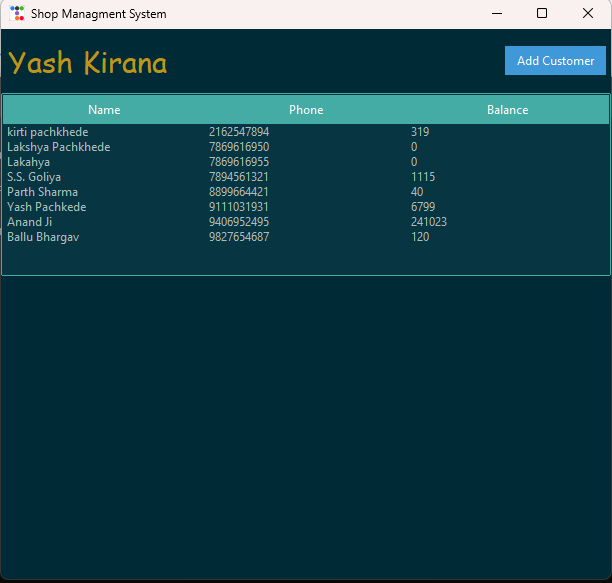 Shop Managment System
Yash Kirana
Add Customer
Name Phone Balance
kirti pachkhede 2162547894 319
Lakshya Pachkhede 7869616950 0
Lakahya 7869616955 0
S.S. Goliya 7894561321 1115
Parth Sharma 8899664421 40
Yash Pachkede 9111031931 6799
Anand Ji 9406952495 241023
Ballu Bhargav 9827654687 120